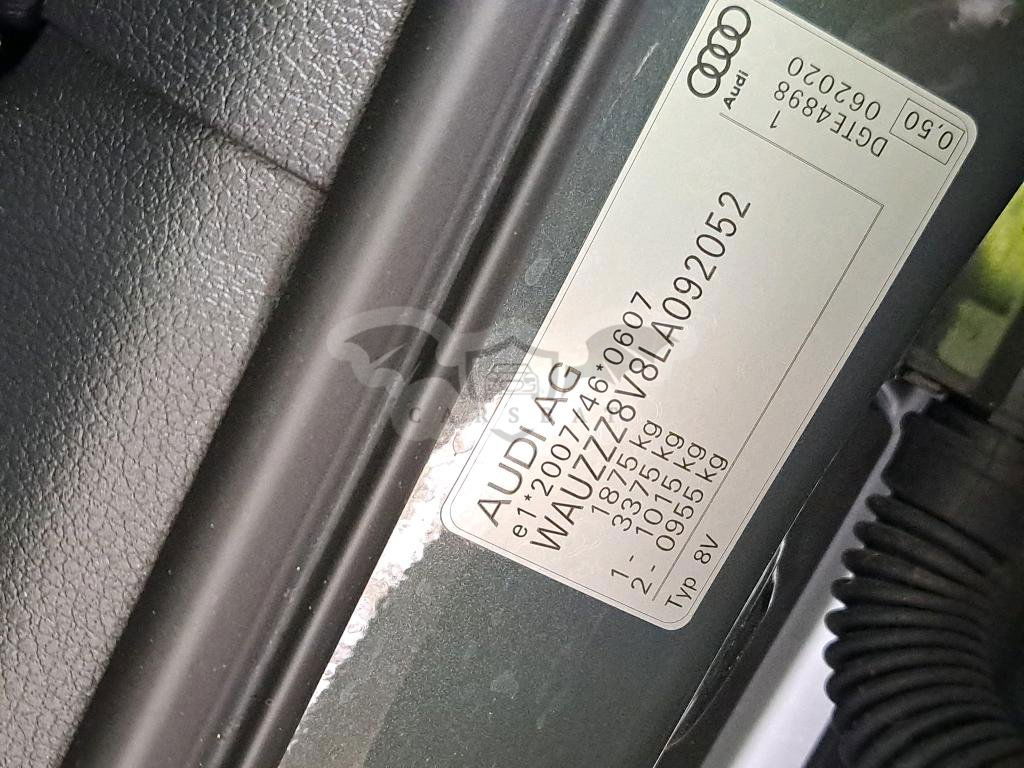 AUDI AG
e1*2007/46*0607
WAUZZZ8V8LA092052
1875 kg
3375 kg
1 - 1015 kg
2 - 0955 kg
Typ 8V
Audi
1
DGTE4898
062020
0.50